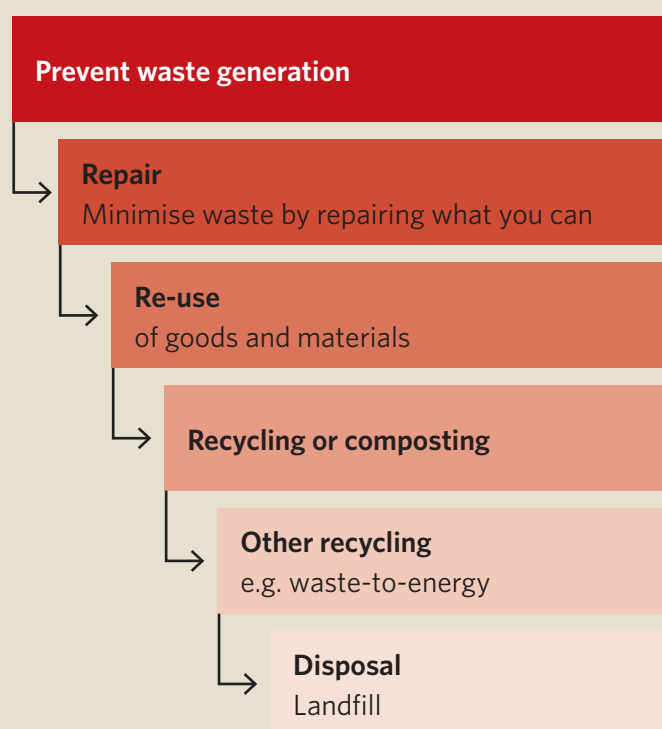 Prevent waste generation
Repair
Minimise waste by repairing what you can
Re-use
of goods and materials
Recycling or composting
Other recycling
e.g. waste-to-energy
Disposal
Landfill